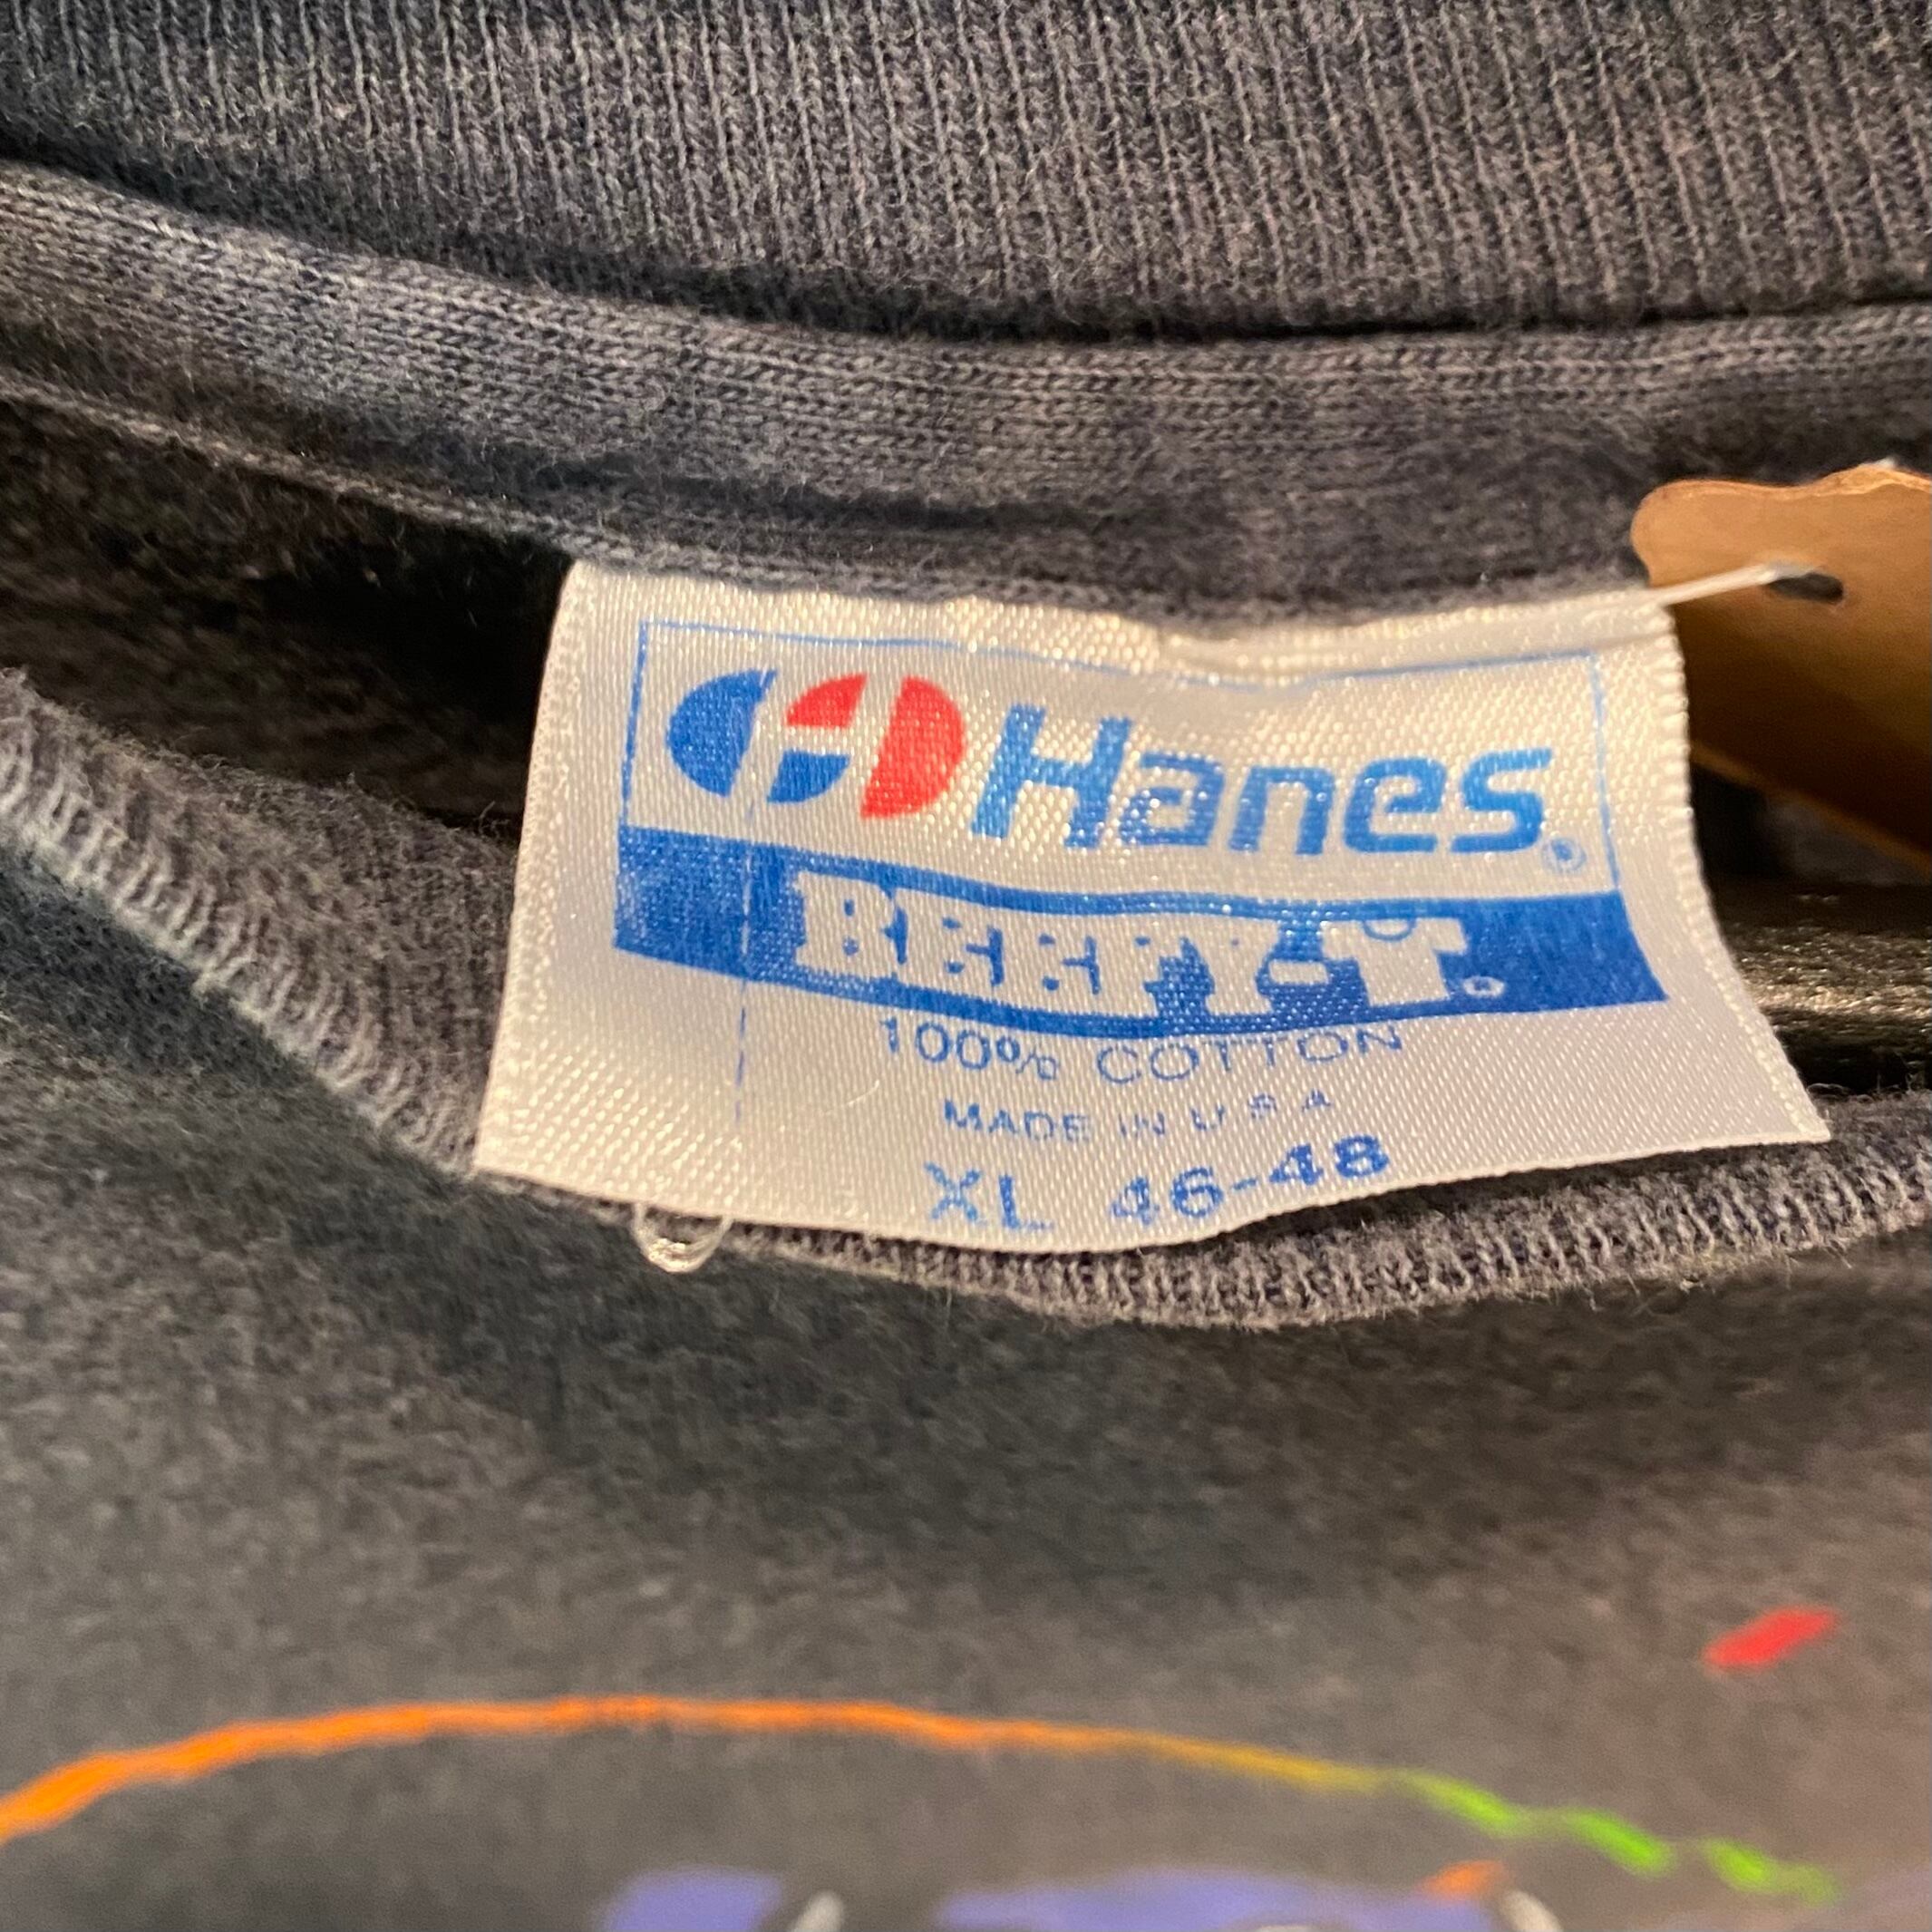 Hanes®
BEEFY-T®
100% COTTON
MADE IN U S A
XL 46-48